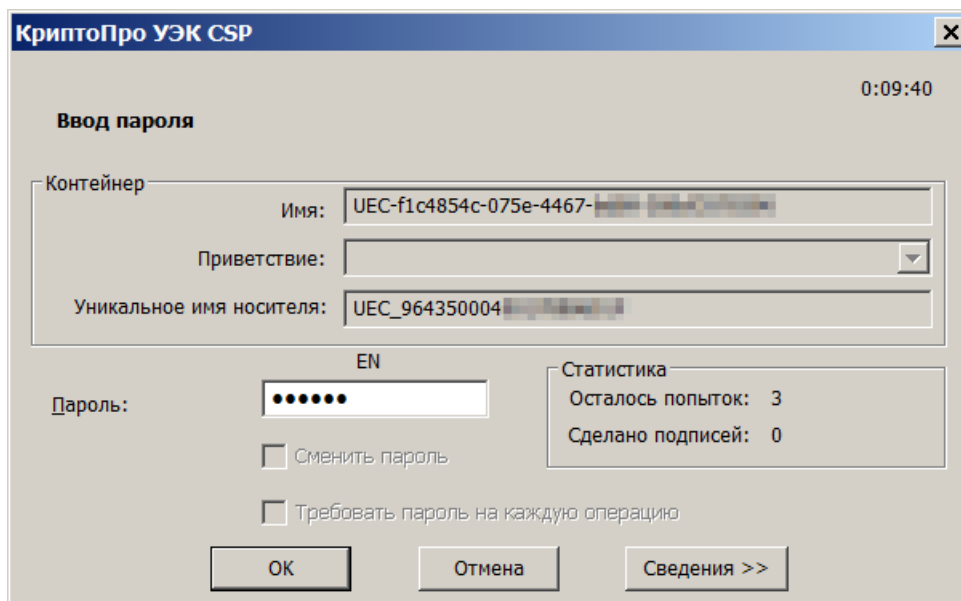 КриптоПро УЭК CSP
0:09:40
Ввод пароля
Контейнер
Имя: UEC-f1c4854c-075e-4467-
Приветствие:
Уникальное имя носителя: UEC_964350004
EN
Пароль: ••••••
Статистика
Осталось попыток: 3
Сделано подписей: 0
Сменить пароль
Требовать пароль на каждую операцию
OK Отмена Сведения >>